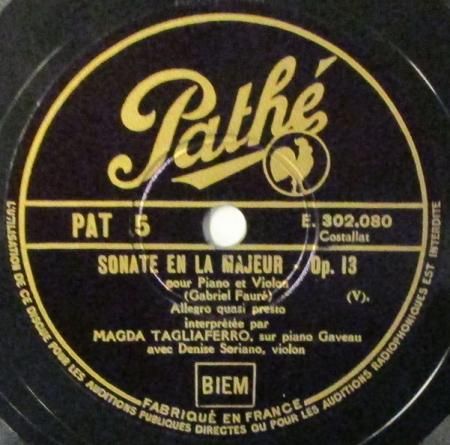 Pathé
PAT 5
E. 302.080
Costallat
SONATE EN LA MAJEUR - Op. 13
pour Piano et Violon
(Gabriel Fauré)
(V).
Allegro quasi presto
interprétée par
MAGDA TAGLIAFERRO, sur piano Gaveau
avec Denise Soriano, violon
BIEM
FABRIQUÉ EN FRANCE
L'UTILISATION DE CE DISQUE POUR LES AUDITIONS PUBLIQUES DIRECTES OU POUR LES AUDITIONS RADIOPHONIQUES EST INTERDITE